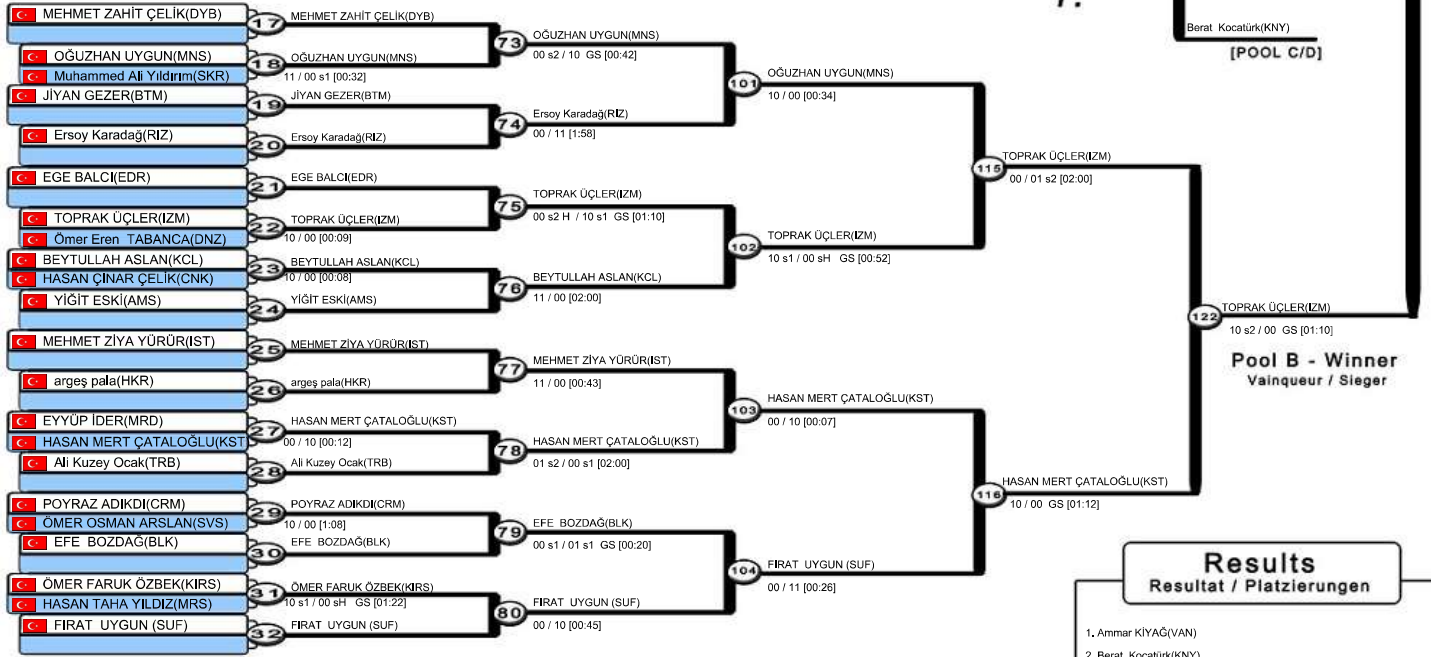 MEHMET ZAHİT ÇELİK(DYB)
OĞUZHAN UYGUN(MNS)
Muhammed Ali Yıldırım(SKR)
JİYAN GEZER(BTM)
Ersoy Karadağ(RIZ)
EGE BALCI(EDR)
TOPRAK ÜÇLER(IZM)
Ömer Eren TABANCA(DNZ)
BEYTULLAH ASLAN(KCL)
HASAN ÇINAR ÇELİK(CNK)
YİĞİT ESKİ(AMS)
MEHMET ZİYA YÜRÜR(IST)
argeş pala(HKR)
EYYÜP İDER(MRD)
HASAN MERT ÇATALOĞLU(KST
Ali Kuzey Ocak(TRB)
POYRAZ ADIKDI(CRM)
ÖMER OSMAN ARSLAN(SVS)
EFE BOZDAĞ(BLK)
ÖMER FARUK ÖZBEK(KIRS)
HASAN TAHA YILDIZ(MRS)
FIRAT UYGUN (SUF)
17 MEHMET ZAHİT ÇELİK(DYB)
18 OĞUZHAN UYGUN(MNS)
11 / 00 s1 [00:32]
19 JİYAN GEZER(BTM)
20 Ersoy Karadağ(RIZ)
21 EGE BALCI(EDR)
22 TOPRAK ÜÇLER(IZM)
10 / 00 [00:09]
23 BEYTULLAH ASLAN(KCL)
10 / 00 [00:08]
24 YİĞİT ESKİ(AMS)
25 MEHMET ZİYA YÜRÜR(IST)
26 argeş pala(HKR)
27 HASAN MERT ÇATALOĞLU(KST)
00 / 10 [00:12]
28 Ali Kuzey Ocak(TRB)
29 POYRAZ ADIKDI(CRM)
10 / 00 [1:08]
30 EFE BOZDAĞ(BLK)
31 ÖMER FARUK ÖZBEK(KIRS)
10 s1 / 00 sH GS [01:22]
32 FIRAT UYGUN (SUF)
73 OĞUZHAN UYGUN(MNS)
00 s2 / 10 GS [00:42]
74 Ersoy Karadağ(RIZ)
00 / 11 [1:58]
75 TOPRAK ÜÇLER(IZM)
00 s2 H / 10 s1 GS [01:10]
76 BEYTULLAH ASLAN(KCL)
11 / 00 [02:00]
77 MEHMET ZİYA YÜRÜR(IST)
11 / 00 [00:43]
78 HASAN MERT ÇATALOĞLU(KST)
01 s2 / 00 s1 [02:00]
79 EFE BOZDAĞ(BLK)
00 s1 / 01 s1 GS [00:20]
80 FIRAT UYGUN (SUF)
00 / 10 [00:45]
101 OĞUZHAN UYGUN(MNS)
10 / 00 [00:34]
102 TOPRAK ÜÇLER(IZM)
10 s1 / 00 sH GS [00:52]
103 HASAN MERT ÇATALOĞLU(KST)
00 / 10 [00:07]
104 FIRAT UYGUN (SUF)
00 / 11 [00:26]
115 TOPRAK ÜÇLER(IZM)
00 / 01 s2 [02:00]
116 HASAN MERT ÇATALOĞLU(KST)
10 / 00 GS [01:12]
122 TOPRAK ÜÇLER(IZM)
10 s2 / 00 GS [01:10]
Pool B - Winner
Vainqueur / Sieger
Berat Kocatürk(KNY)
[POOL C/D]
Results
Resultat / Platzierungen
1. Ammar KİYAĞ(VAN)
2. Berat Kocatürk(KNY)